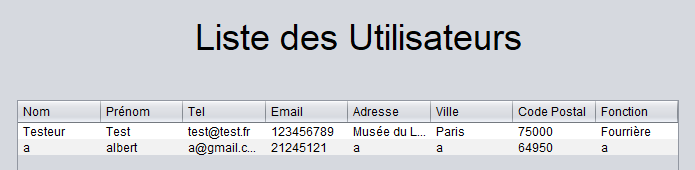 Liste des Utilisateurs
Nom Prénom Tel Email Adresse Ville Code Postal Fonction
Testeur Test test@test.fr 123456789 Musée du L... Paris 75000 Fourrière
a albert a@gmail.c... 21245121 a a 64950 a